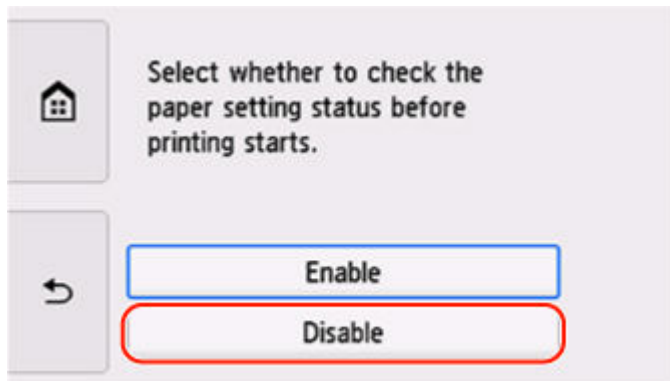 Select whether to check the
paper setting status before
printing starts.
Enable
Disable